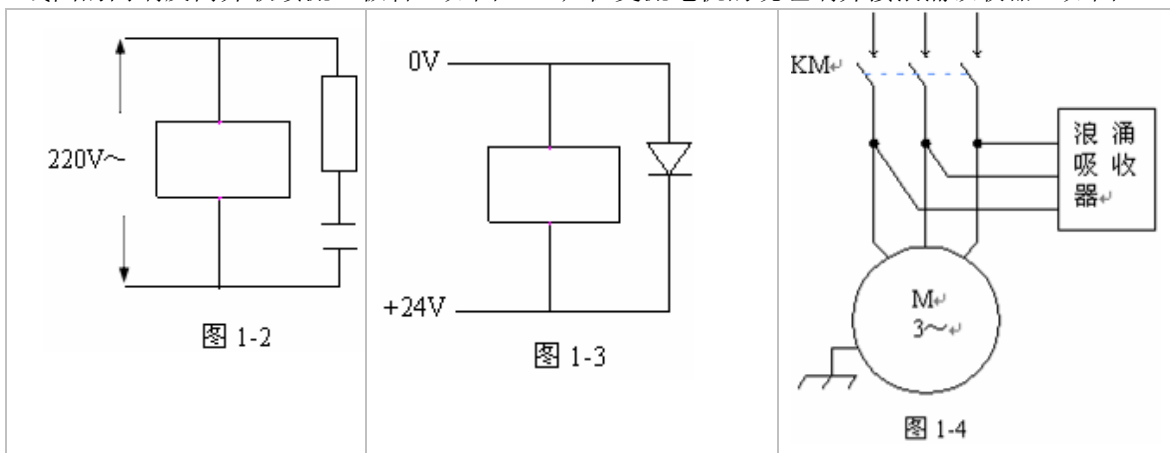 220V~
图 1-2
0V
+24V
图 1-3
KM↵
浪 涌
吸 收
器↵
M↵
3~↵
图 1-4